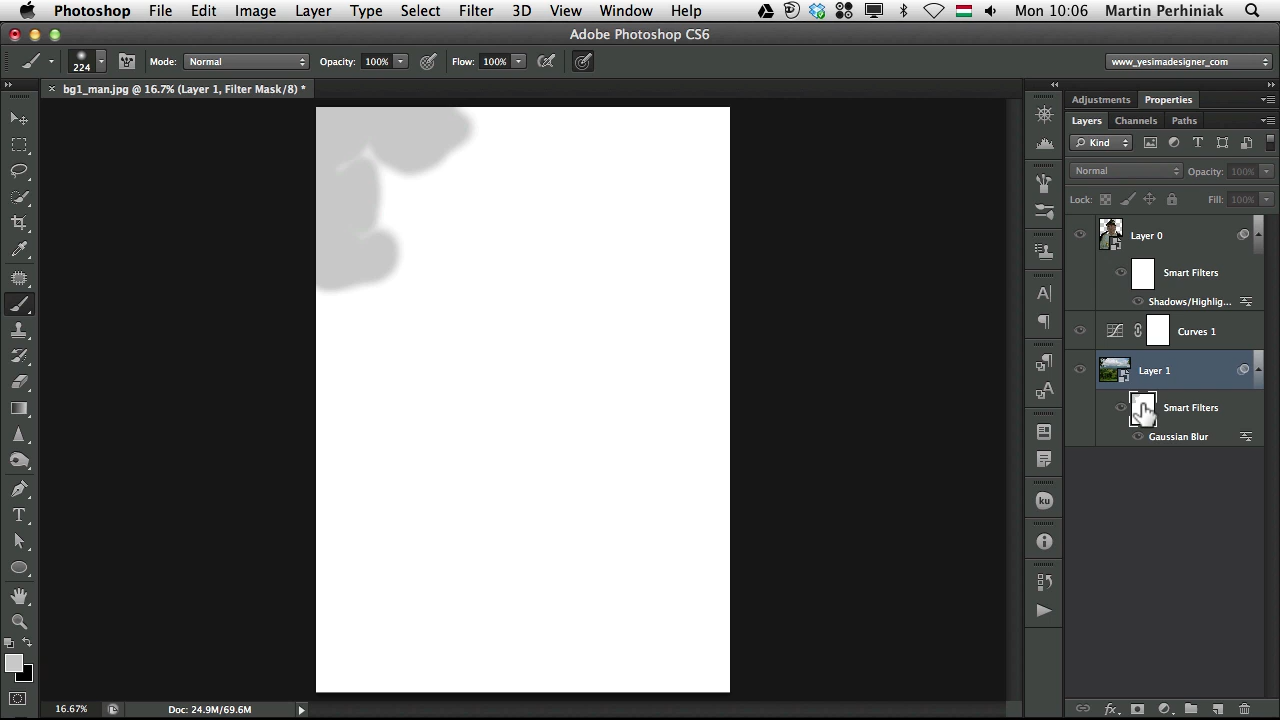 Photoshop File Edit Image Layer Type Select Filter 3D View Window Help Mon 10:06 Martin Perhiniak
Adobe Photoshop CS6
224 Mode: Normal Opacity: 100% Flow: 100% www_yesimadesigner_com
bg1_man.jpg @ 16.7% (Layer 1, Filter Mask/8) *
Adjustments Properties
Layers Channels Paths
Kind
Normal Opacity: 100%
Lock: Fill: 100%
Layer 0
Smart Filters
Shadows/Highlig...
Curves 1
Layer 1
Smart Filters
Gaussian Blur
ku
16.67% Doc: 24.9M/69.6M